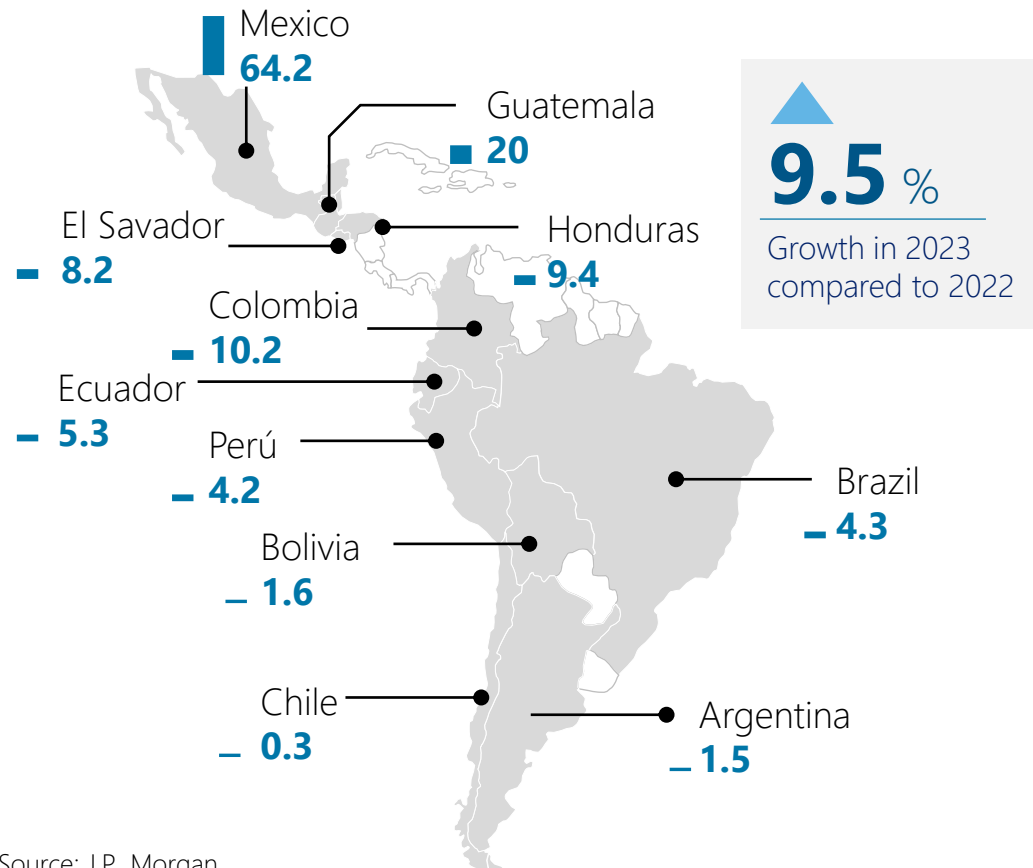 Mexico
64.2
Guatemala
20
El Savador
8.2
Honduras
9.4
Colombia
10.2
Ecuador
5.3
Perú
4.2
Brazil
4.3
Bolivia
1.6
Chile
0.3
Argentina
1.5
9.5 %
Growth in 2023
compared to 2022
Source: J.P. Morgan